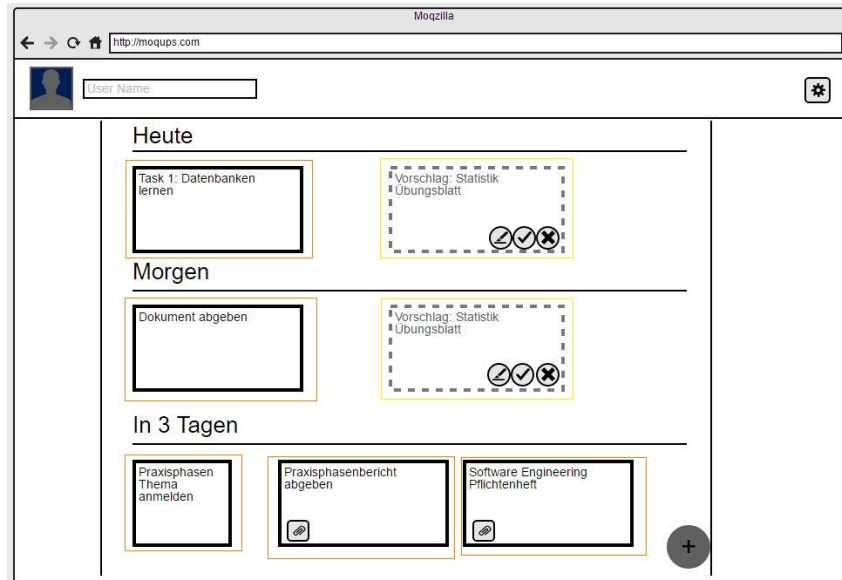 Moqzilla
http://moqups.com
User Name
Heute
Task 1: Datenbanken
lernen
Vorschlag: Statistik
Übungsblatt
Morgen
Dokument abgeben
Vorschlag: Statistik
Übungsblatt
In 3 Tagen
Praxisphasen
Thema
anmelden
Praxisphasenbericht
abgeben
Software Engineering
Pflichtenheft
+